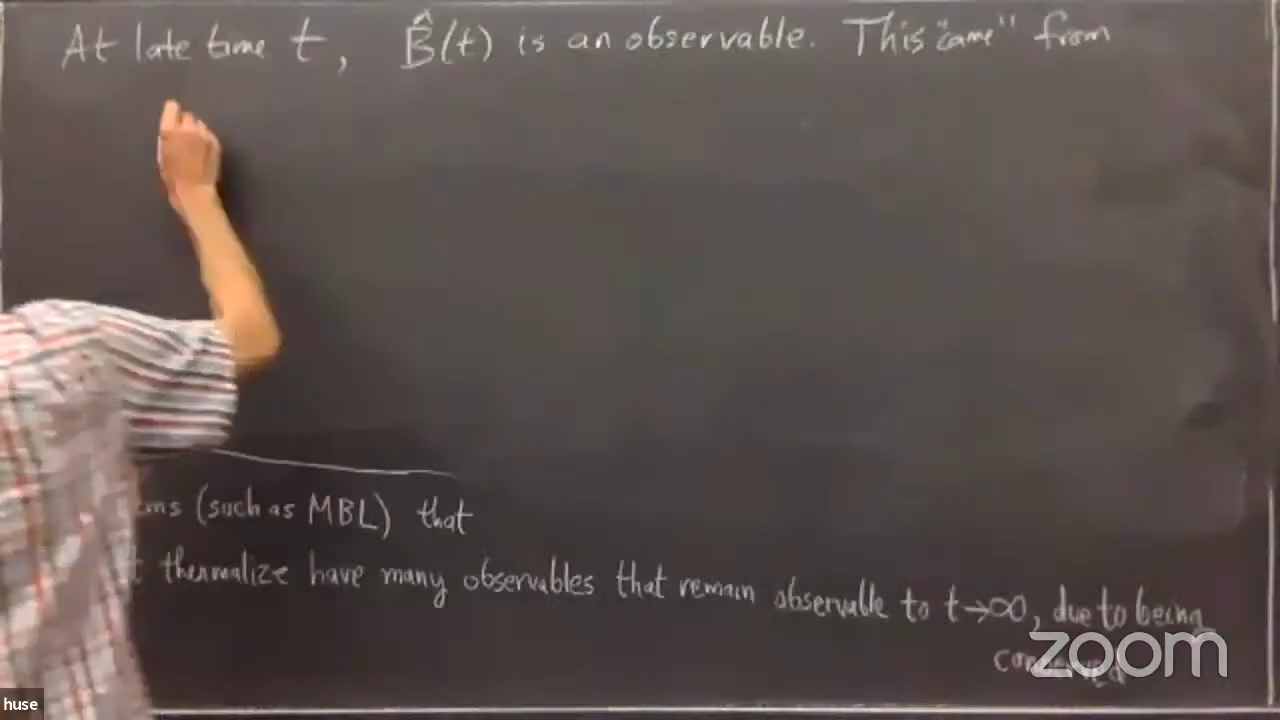 At late time t, B̂(t) is an observable. This "came" from
(such as MBL) that
thermalize have many observables that remain observable to t→∞, due to being
conserved
zoom
huse